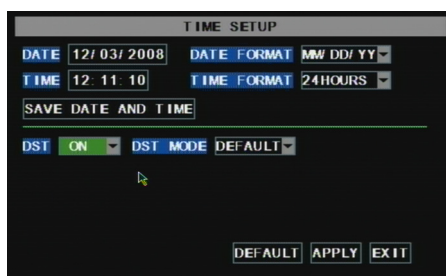 TIME SETUP
DATE 12/03/2008 DATE FORMAT MM/DD/YY
TIME 12:11:10 TIME FORMAT 24HOURS
SAVE DATE AND TIME
DST ON DST MODE DEFAULT
DEFAULT APPLY EXIT